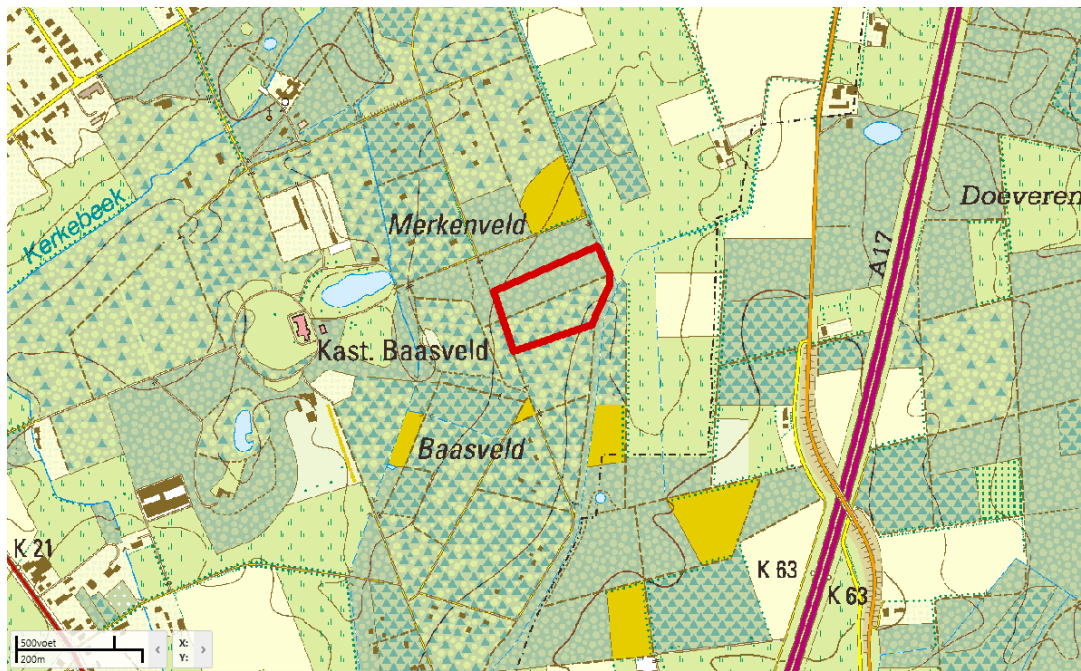 Kerkebeek
Merkenveld
Doeveren
A17
Kast. Baasveld
Baasveld
K 21
K 63
K 63
500voet
200m
X:
Y: